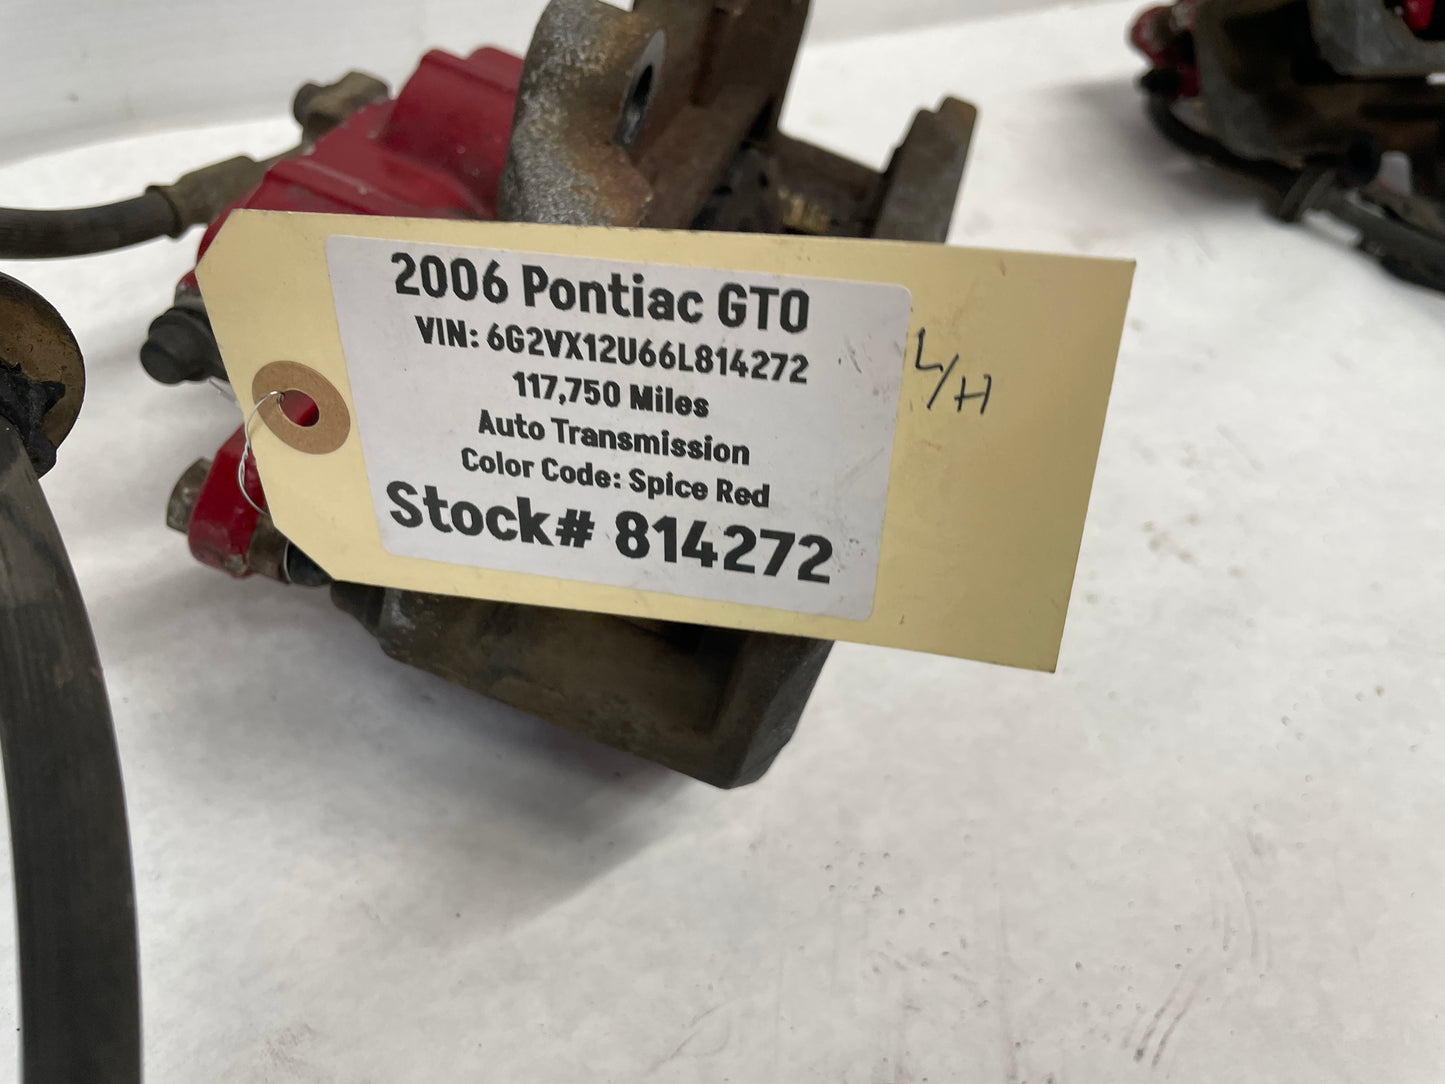 2006 Pontiac GTO
VIN: 6G2VX12U66L814272
117,750 Miles
Auto Transmission
Color Code: Spice Red
Stock# 814272
L/H